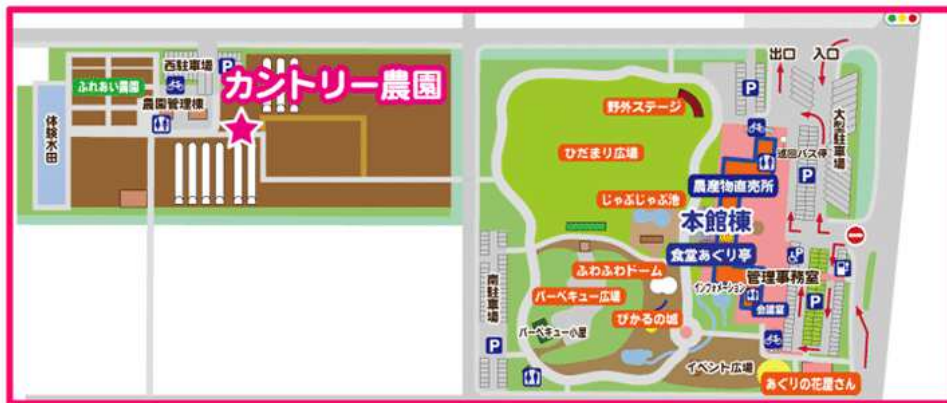 西駐車場
P
カントリー農園
ふれあい農園
農園管理棟
体験水田
出口
入口
P
野外ステージ
大型駐車場
巡回バス停
ひだまり広場
P
農産物直売所
じゃぶじゃぶ池
本館棟
食堂あぐり亭
P
ふわふわドーム
管理事務室
インフォメーション
南駐車場
バーベキュー広場
P
ぴかるの城
会議室
バーベキュー小屋
P
イベント広場
あぐりの花屋さん